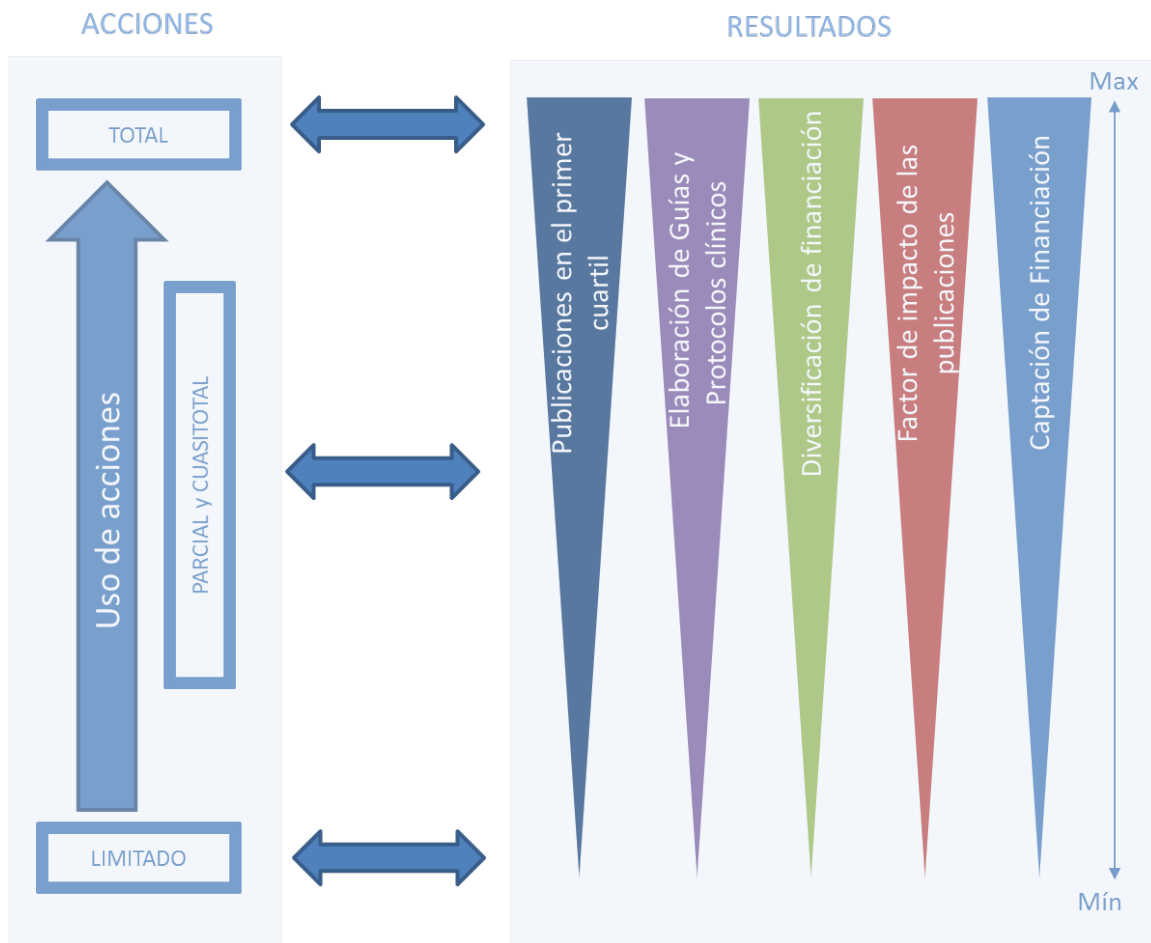 ACCIONES
TOTAL
Uso de acciones
PARCIAL y CUASITOTAL
LIMITADO
RESULTADOS
Max
Publicaciones en el primer
cuartil
Elaboración de Guías y
Protocolos clínicos
Diversificación de financiación
Factor de impacto de las
publicaciones
Captación de Financiación
Mín